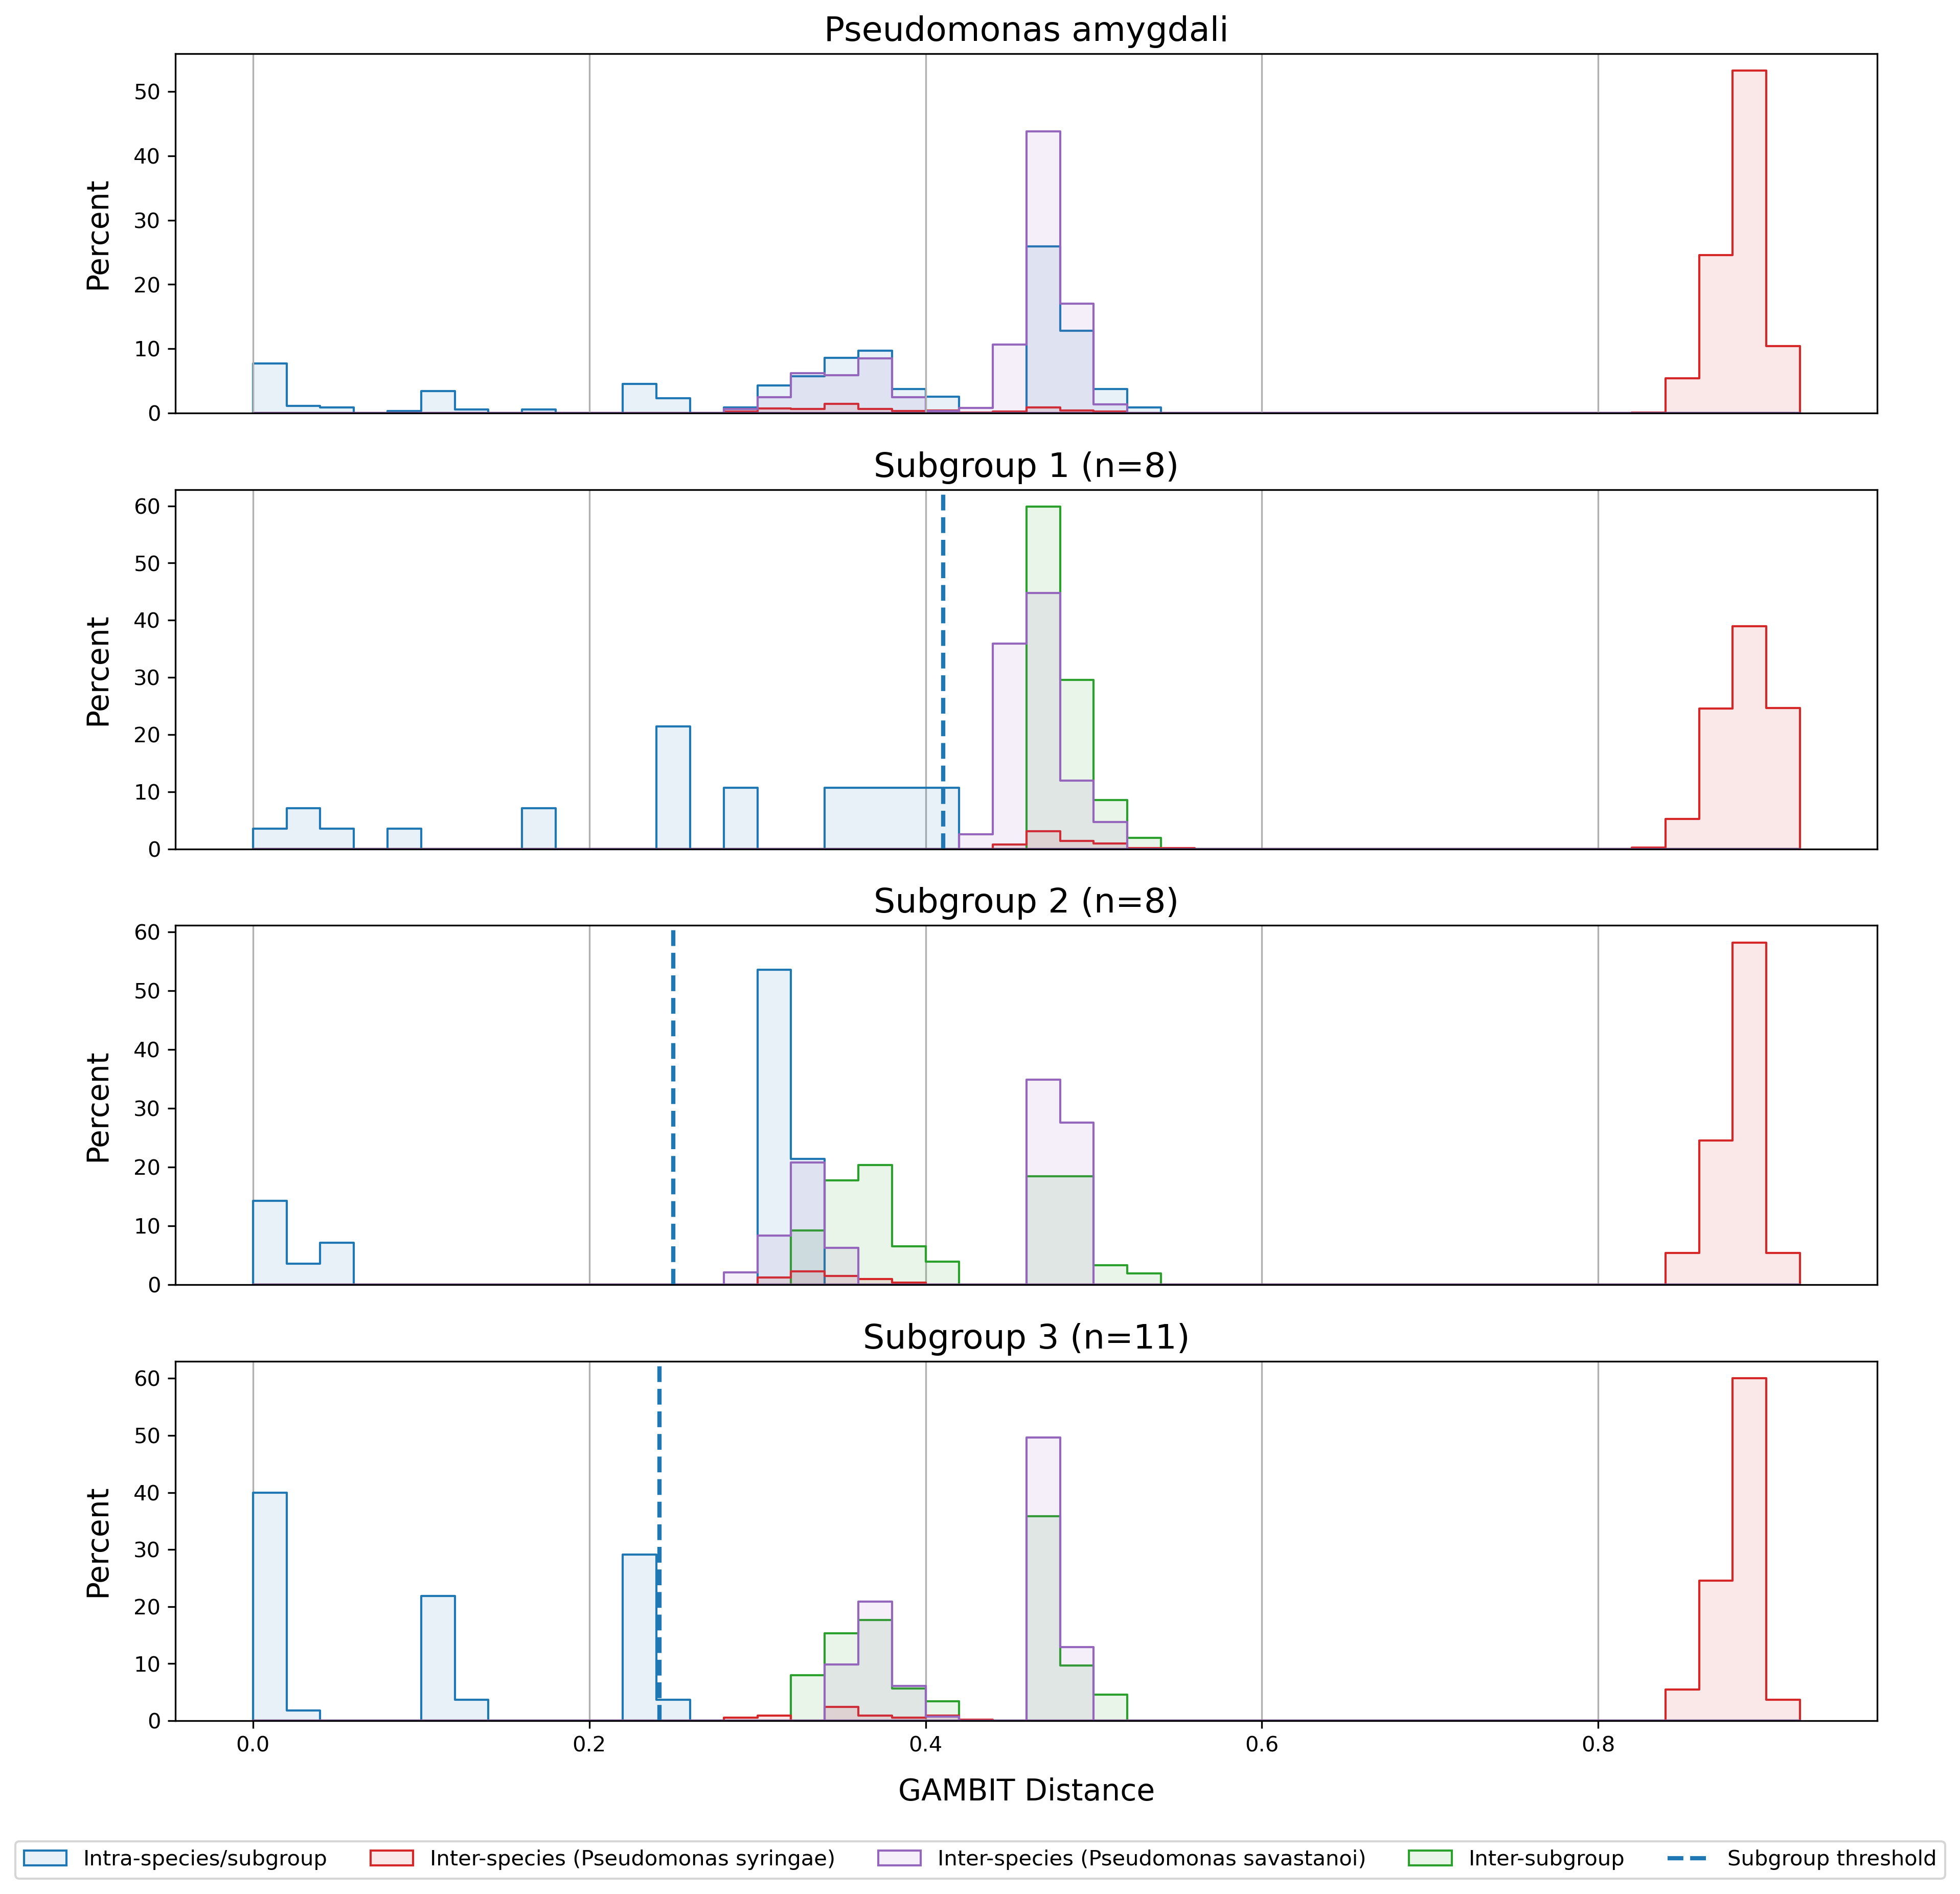 Pseudomonas amygdali
Percent
50
40
30
20
10
0
Subgroup 1 (n=8)
Percent
60
50
40
30
20
10
0
Subgroup 2 (n=8)
Percent
60
50
40
30
20
10
0
Subgroup 3 (n=11)
Percent
60
50
40
30
20
10
0
0.0 0.2 0.4 0.6 0.8
GAMBIT Distance
Intra-species/subgroup Inter-species (Pseudomonas syringae) Inter-species (Pseudomonas savastanoi) Inter-subgroup Subgroup threshold